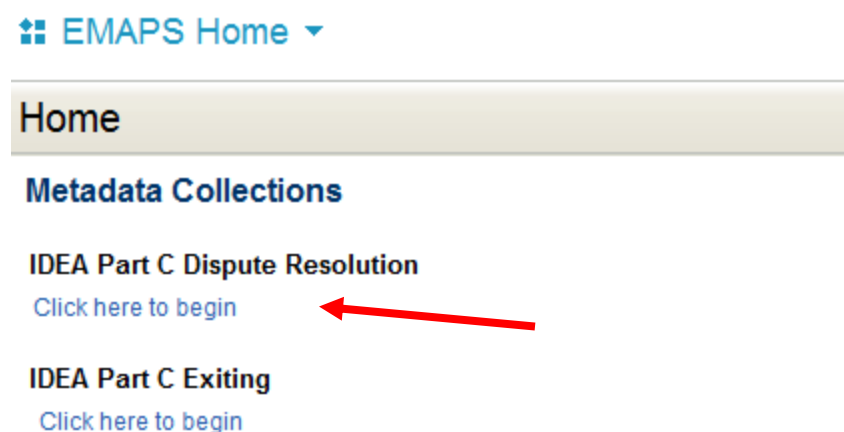 EMAPS Home
Home
Metadata Collections
IDEA Part C Dispute Resolution
Click here to begin
IDEA Part C Exiting
Click here to begin